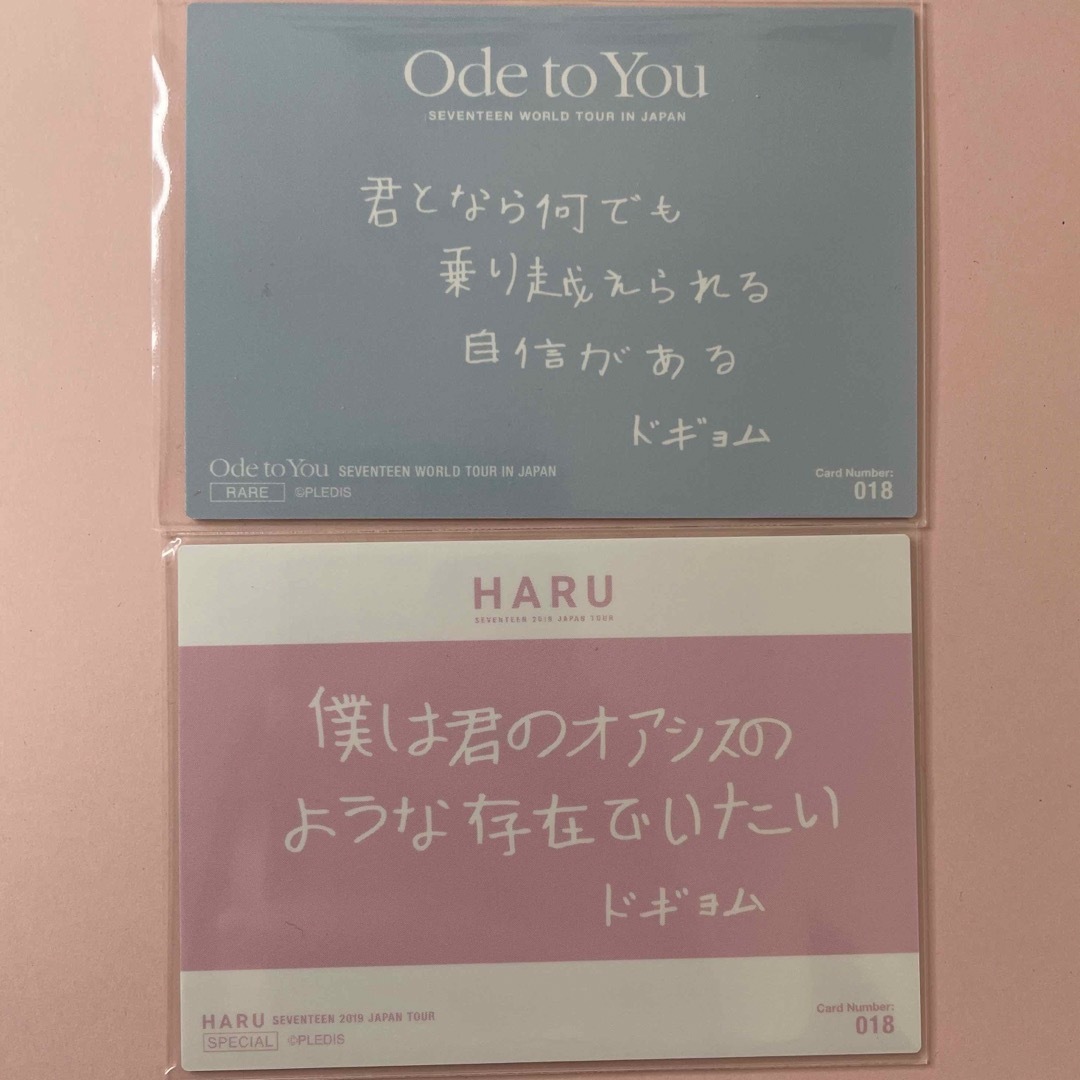 Ode to You
SEVENTEEN WORLD TOUR IN JAPAN
君となら何でも
乗り越えられる
自信がある
ドギョム
Ode to You SEVENTEEN WORLD TOUR IN JAPAN
RARE ©PLEDIS
Card Number:
018
HARU
SEVENTEEN 2019 JAPAN TOUR
僕は君のオアシスの
ような存在でいたい
ドギョム
HARU SEVENTEEN 2019 JAPAN TOUR
SPECIAL ©PLEDIS
Card Number:
018